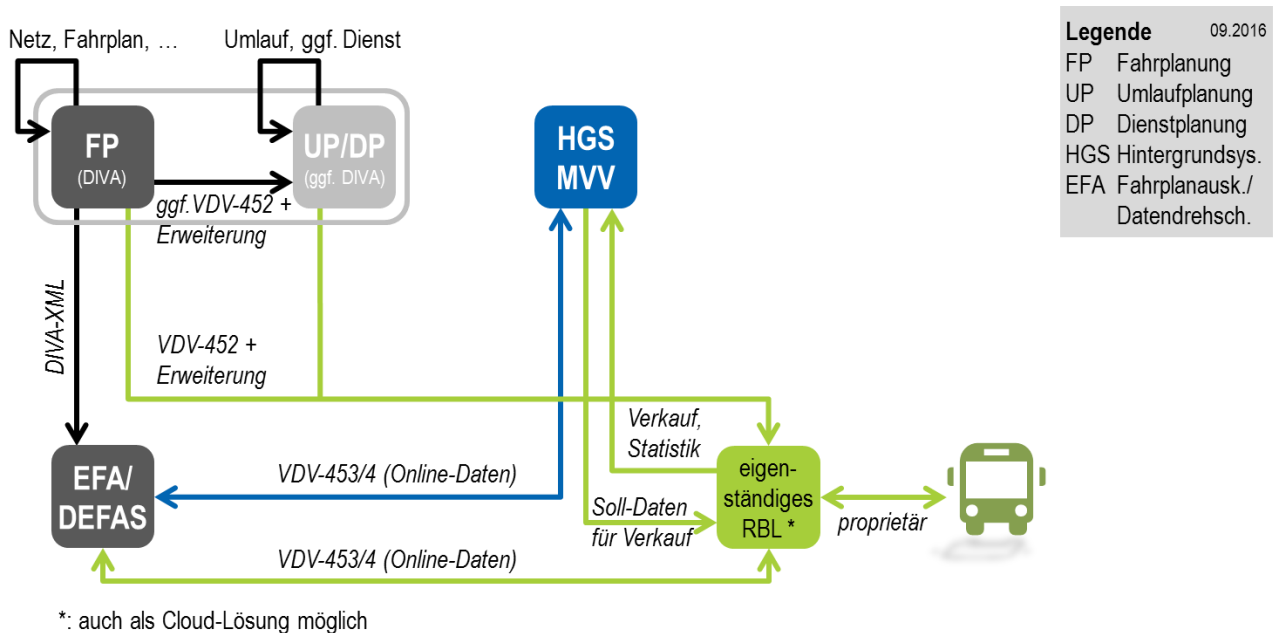 Netz, Fahrplan, …
Umlauf, ggf. Dienst
FP
(DIVA)
UP/DP
(ggf. DIVA)
ggf.VDV-452 +
Erweiterung
HGS
MVV
Legende 09.2016
FP Fahrplanung
UP Umlaufplanung
DP Dienstplanung
HGS Hintergrundsys.
EFA Fahrplanausk./
Datendrehsch.
DIVA-XML
VDV-452 +
Erweiterung
Verkauf,
Statistik
EFA/
DEFAS
VDV-453/4 (Online-Daten)
Soll-Daten
für Verkauf
eigen-
ständiges
RBL *
proprietär
VDV-453/4 (Online-Daten)
*: auch als Cloud-Lösung möglich